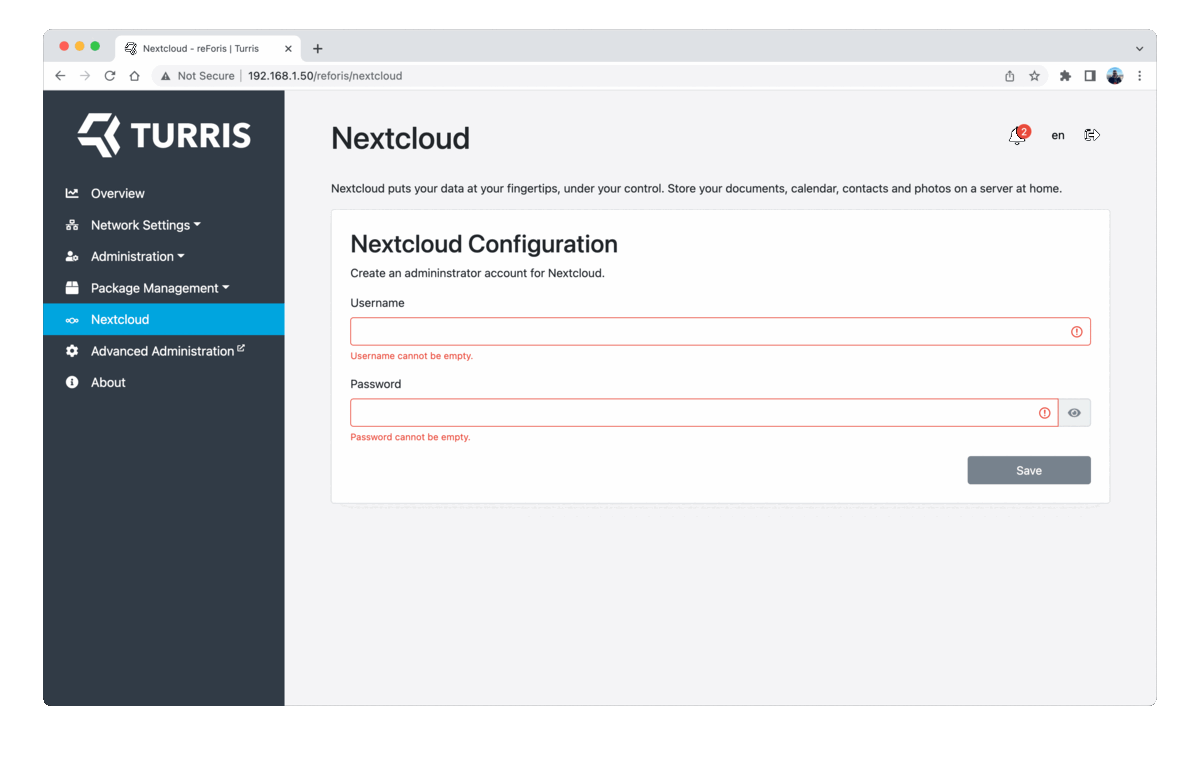 Nextcloud - reForis | Turris
Not Secure | 192.168.1.50/reforis/nextcloud
TURRIS
Overview
Network Settings
Administration
Package Management
Nextcloud
Advanced Administration
About
Nextcloud
2
en
Nextcloud puts your data at your fingertips, under your control. Store your documents, calendar, contacts and photos on a server at home.
Nextcloud Configuration
Create an admininstrator account for Nextcloud.
Username
Username cannot be empty.
Password
Password cannot be empty.
Save